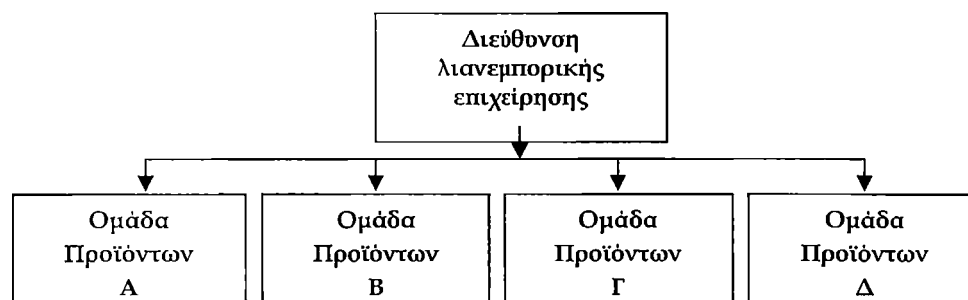 Διεύθυνση
λιανεμπορικής
επιχείρησης
Ομάδα
Προϊόντων
Α
Ομάδα
Προϊόντων
Β
Ομάδα
Προϊόντων
Γ
Ομάδα
Προϊόντων
Δ